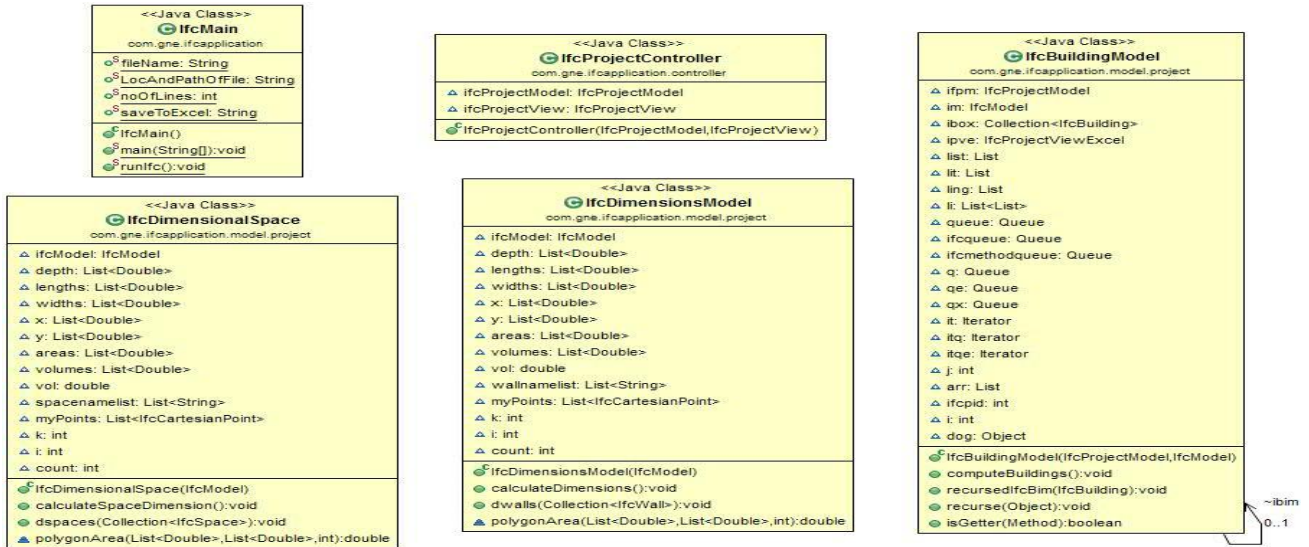 <<Java Class>>
IfcMain
com.gne.ifcapplication
fileName: String
LocAndPathOfFile: String
noOfLines: int
saveToExcel: String
IfcMain()
main(String[]):void
runIfc():void
<<Java Class>>
IfcProjectController
com.gne.ifcapplication.controller
ifcProjectModel: IfcProjectModel
ifcProjectView: IfcProjectView
IfcProjectController(IfcProjectModel,IfcProjectView)
<<Java Class>>
IfcBuildingModel
com.gne.ifcapplication.model.project
ifpm: IfcProjectModel
im: IfcModel
ibox: Collection<IfcBuilding>
ipve: IfcProjectViewExcel
list: List
lit: List
ling: List
li: List<List>
queue: Queue
ifcqueue: Queue
ifcmethodqueue: Queue
q: Queue
qe: Queue
qx: Queue
it: Iterator
itq: Iterator
itqe: Iterator
j: int
arr: List
ifcpid: int
i: int
dog: Object
IfcBuildingModel(IfcProjectModel,IfcModel)
computeBuildings():void
recursedIfcBim(IfcBuilding):void
recurse(Object):void
isGetter(Method):boolean
~ibim
0..1
<<Java Class>>
IfcDimensionalSpace
com.gne.ifcapplication.model.project
ifcModel: IfcModel
depth: List<Double>
lengths: List<Double>
widths: List<Double>
x: List<Double>
y: List<Double>
areas: List<Double>
volumes: List<Double>
vol: double
spacenamelist: List<String>
myPoints: List<IfcCartesianPoint>
k: int
i: int
count: int
IfcDimensionalSpace(IfcModel)
calculateSpaceDimension():void
dspaces(Collection<IfcSpace>):void
polygonArea(List<Double>,List<Double>,int):double
<<Java Class>>
IfcDimensionsModel
com.gne.ifcapplication.model.project
ifcModel: IfcModel
depth: List<Double>
lengths: List<Double>
widths: List<Double>
x: List<Double>
y: List<Double>
areas: List<Double>
volumes: List<Double>
vol: double
wallnamelist: List<String>
myPoints: List<IfcCartesianPoint>
k: int
i: int
count: int
IfcDimensionsModel(IfcModel)
calculateDimensions():void
dwalls(Collection<IfcWall>):void
polygonArea(List<Double>,List<Double>,int):double